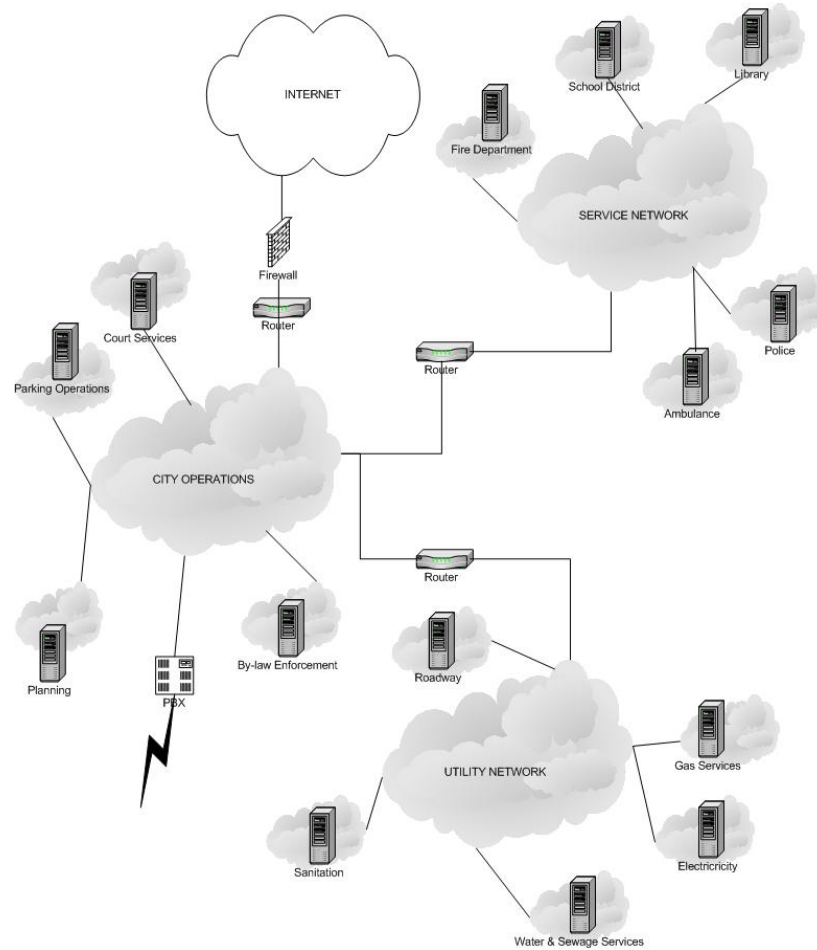 INTERNET
School District
Library
Fire Department
SERVICE NETWORK
Firewall
Router
Court Services
Router
Police
Parking Operations
Ambulance
CITY OPERATIONS
Router
By-law Enforcement
Roadway
Planning
PBX
Gas Services
UTILITY NETWORK
Sanitation
Electricricity
Water & Sewage Services